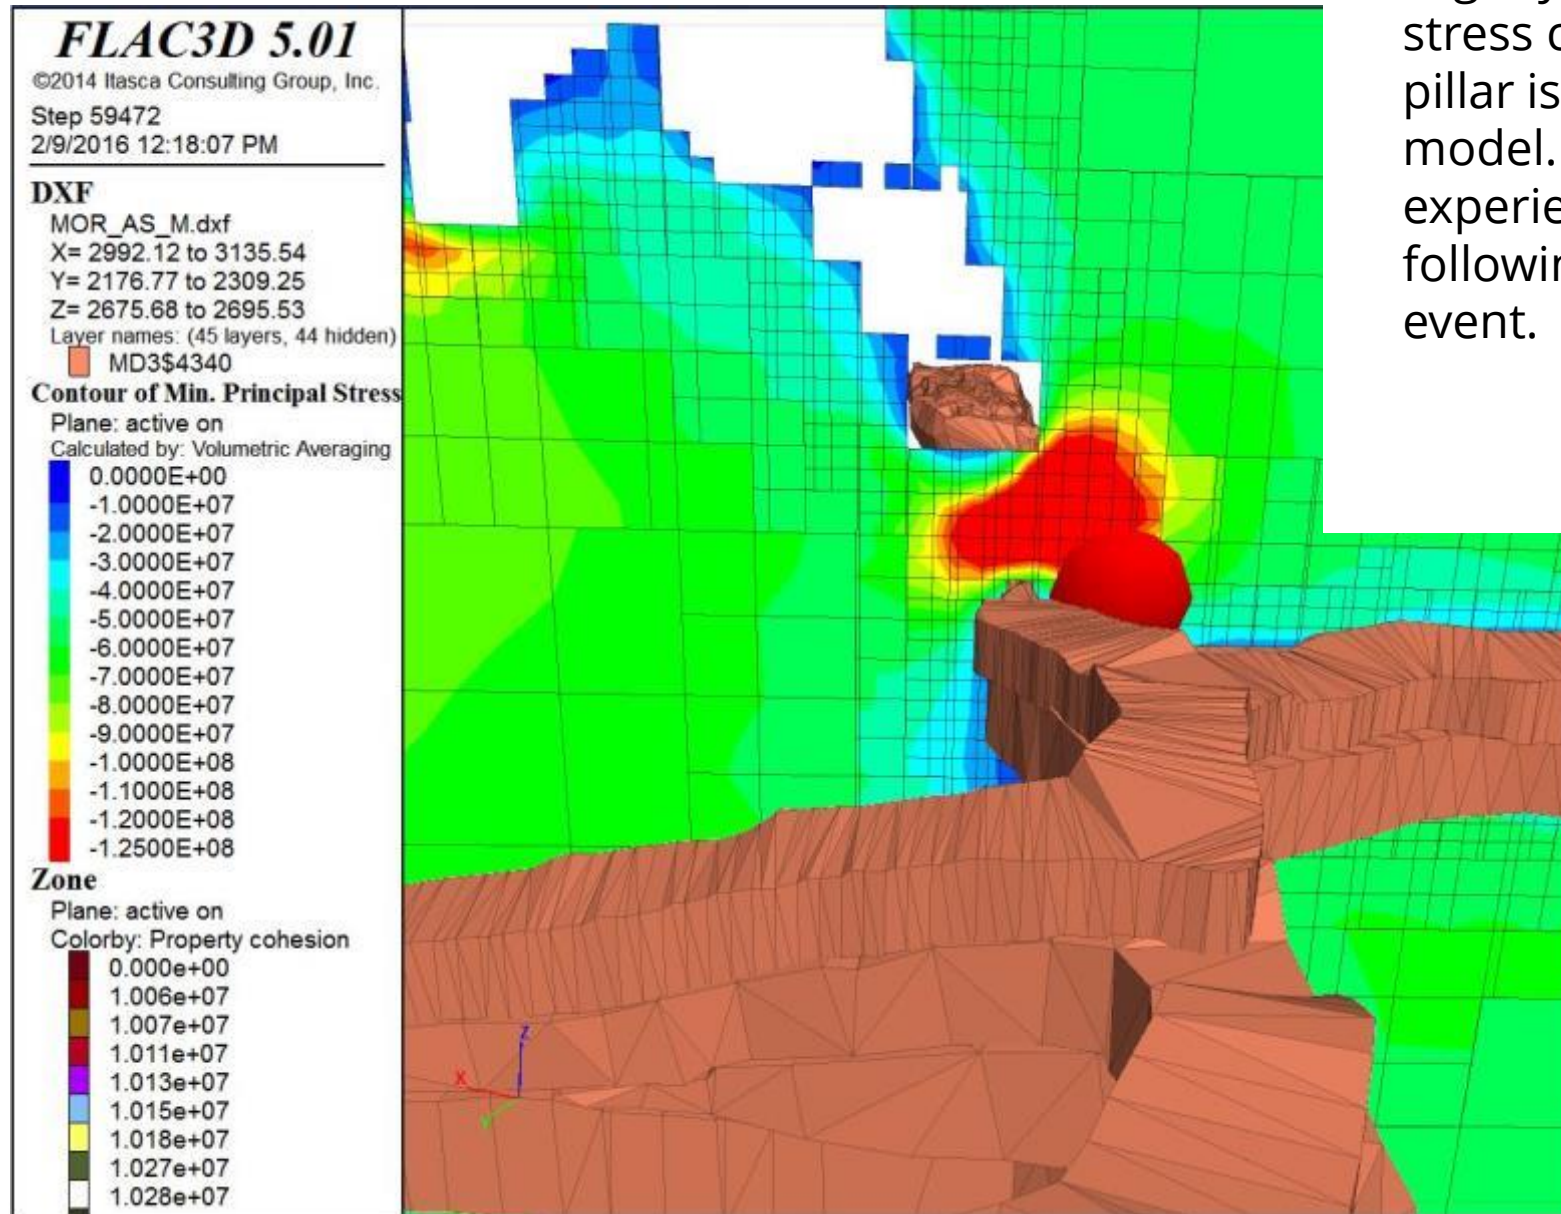 FLAC3D 5.01
©2014 Itasca Consulting Group, Inc.
Step 59472
2/9/2016 12:18:07 PM
DXF
MOR_AS_M.dxf
X= 2992.12 to 3135.54
Y= 2176.77 to 2309.25
Z= 2675.68 to 2695.53
Layer names: (45 layers, 44 hidden)
MD3$4340
Contour of Min. Principal Stress
Plane: active on
Calculated by: Volumetric Averaging
0.0000E+00
-1.0000E+07
-2.0000E+07
-3.0000E+07
-4.0000E+07
-5.0000E+07
-6.0000E+07
-7.0000E+07
-8.0000E+07
-9.0000E+07
-1.0000E+08
-1.1000E+08
-1.2000E+08
-1.2500E+08
Zone
Plane: active on
Colorby: Property cohesion
0.000e+00
1.006e+07
1.007e+07
1.011e+07
1.013e+07
1.015e+07
1.018e+07
1.027e+07
1.028e+07
Z
X
Y
stress
pillar is
model.
event.